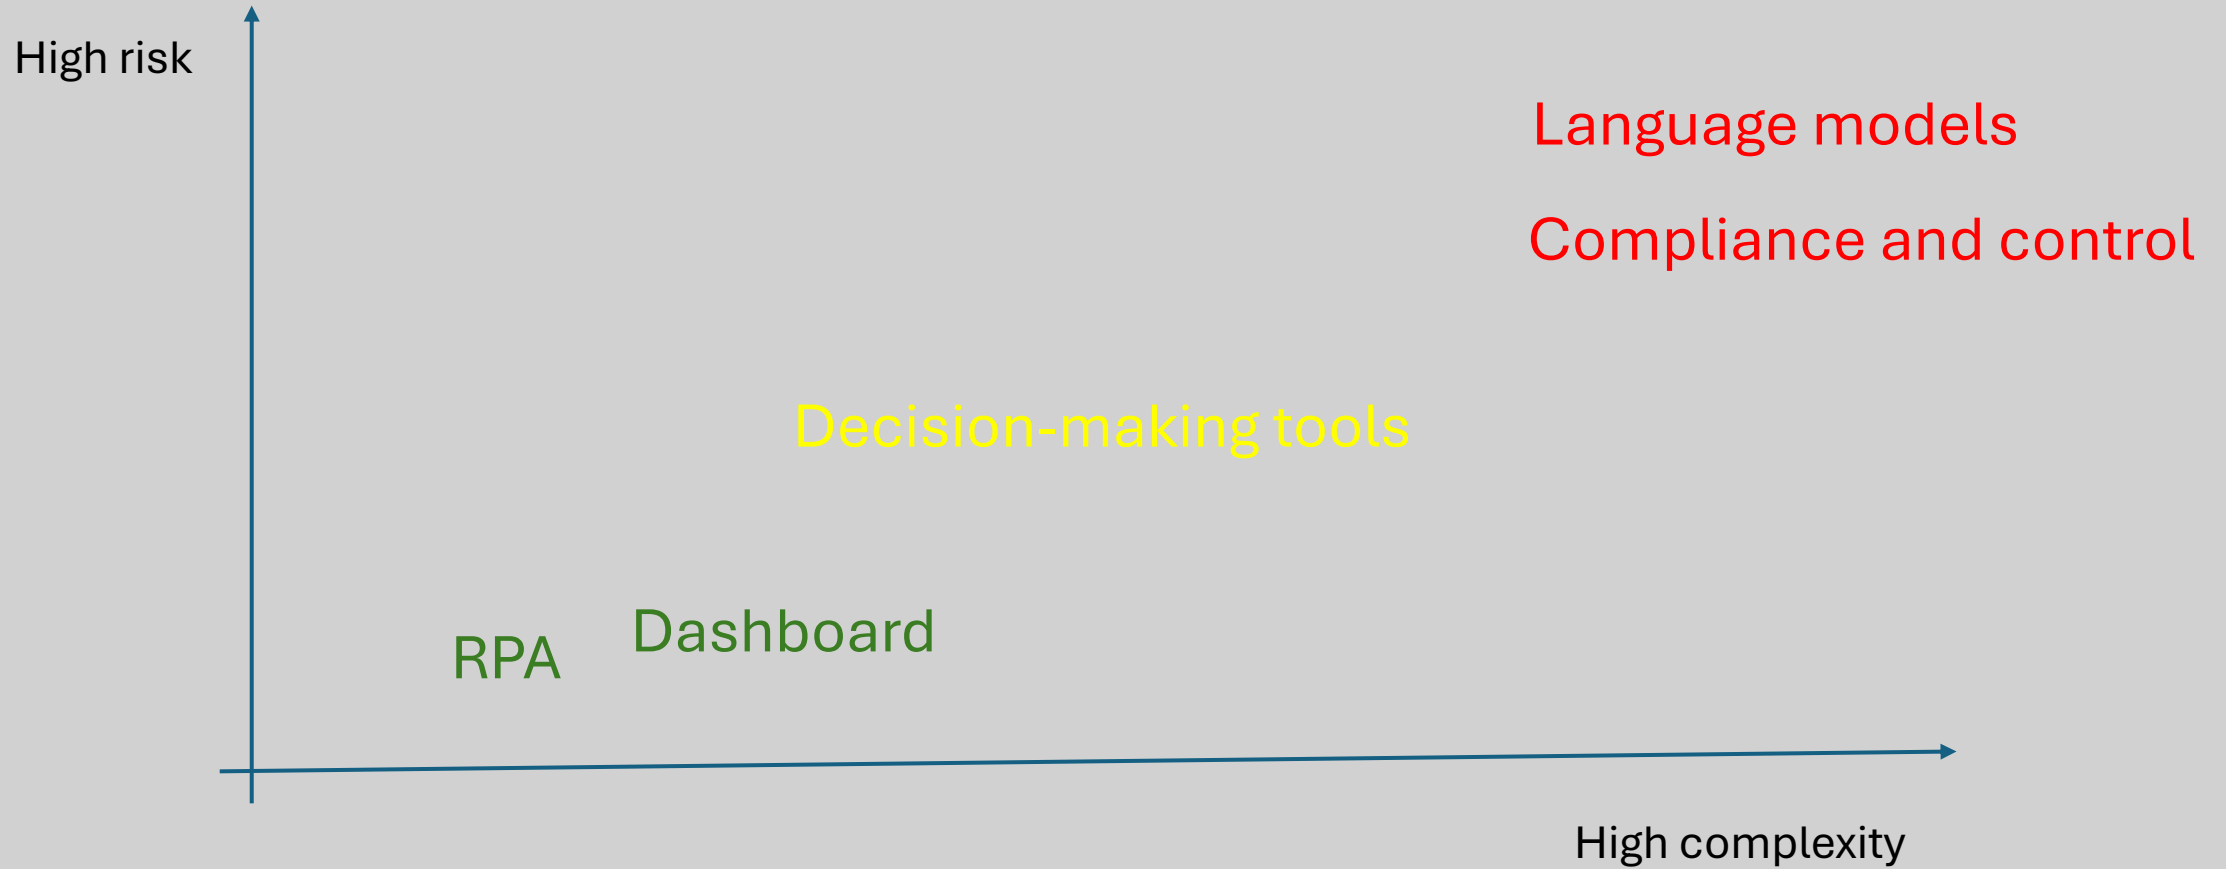 High risk
Language models
Compliance and control
Decision-making tools
Dashboard
RPA
High complexity